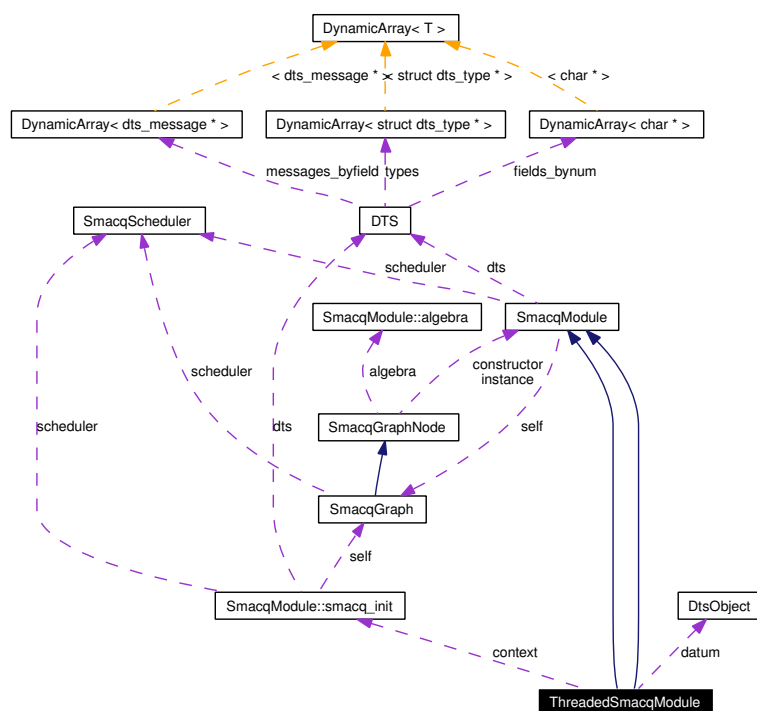 DynamicArray< T >
< dts_message * >
< struct dts_type * >
< char * >
DynamicArray< dts_message * >
DynamicArray< struct dts_type * >
DynamicArray< char * >
messages_byfield
types
fields_bynum
SmacqScheduler
DTS
scheduler
dts
SmacqModule::algebra
SmacqModule
scheduler
algebra
constructor
instance
scheduler
dts
SmacqGraphNode
self
SmacqGraph
self
SmacqModule::smacq_init
DtsObject
context
datum
ThreadedSmacqModule